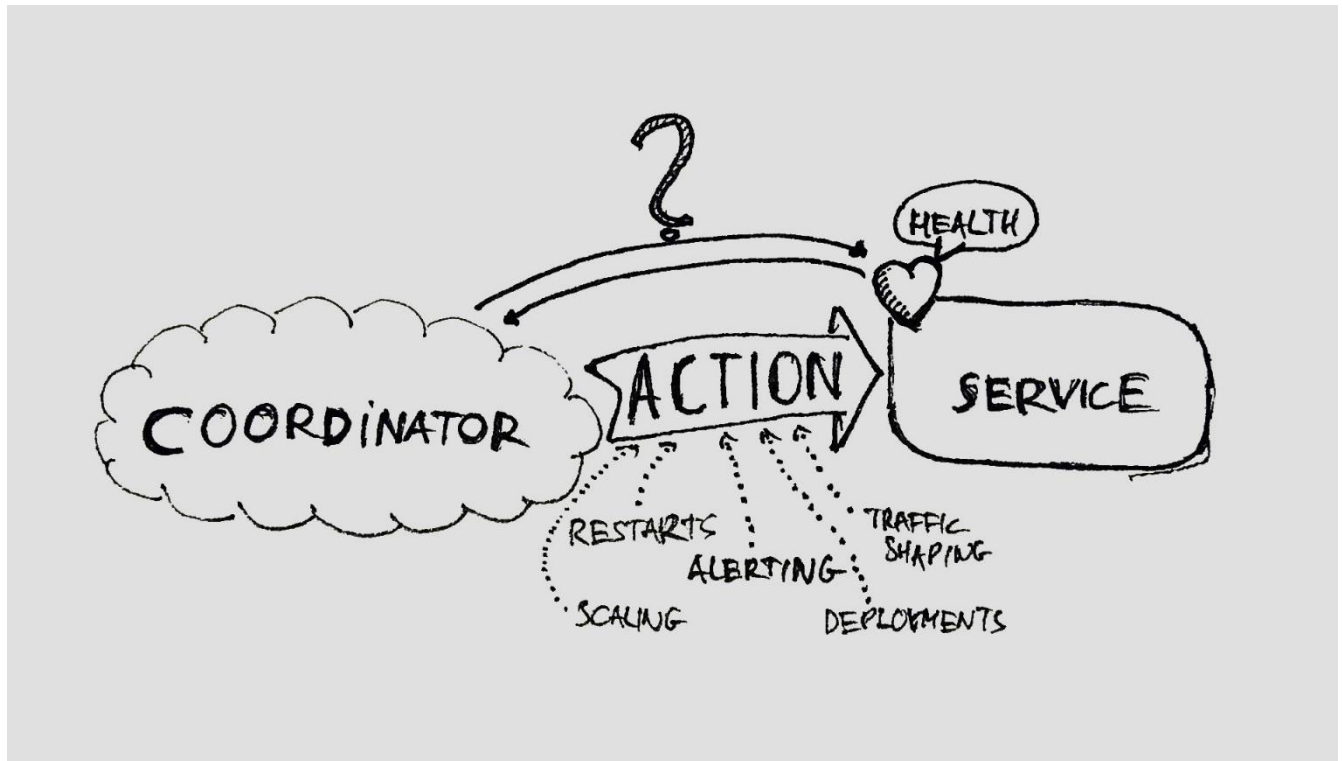 ?
HEALTH
ACTION
COORDiNATOR
SERVICE
RESTARTS
TRAFFIC
SHAPING
ALERTING
SCALING
DEPLOYMENTS